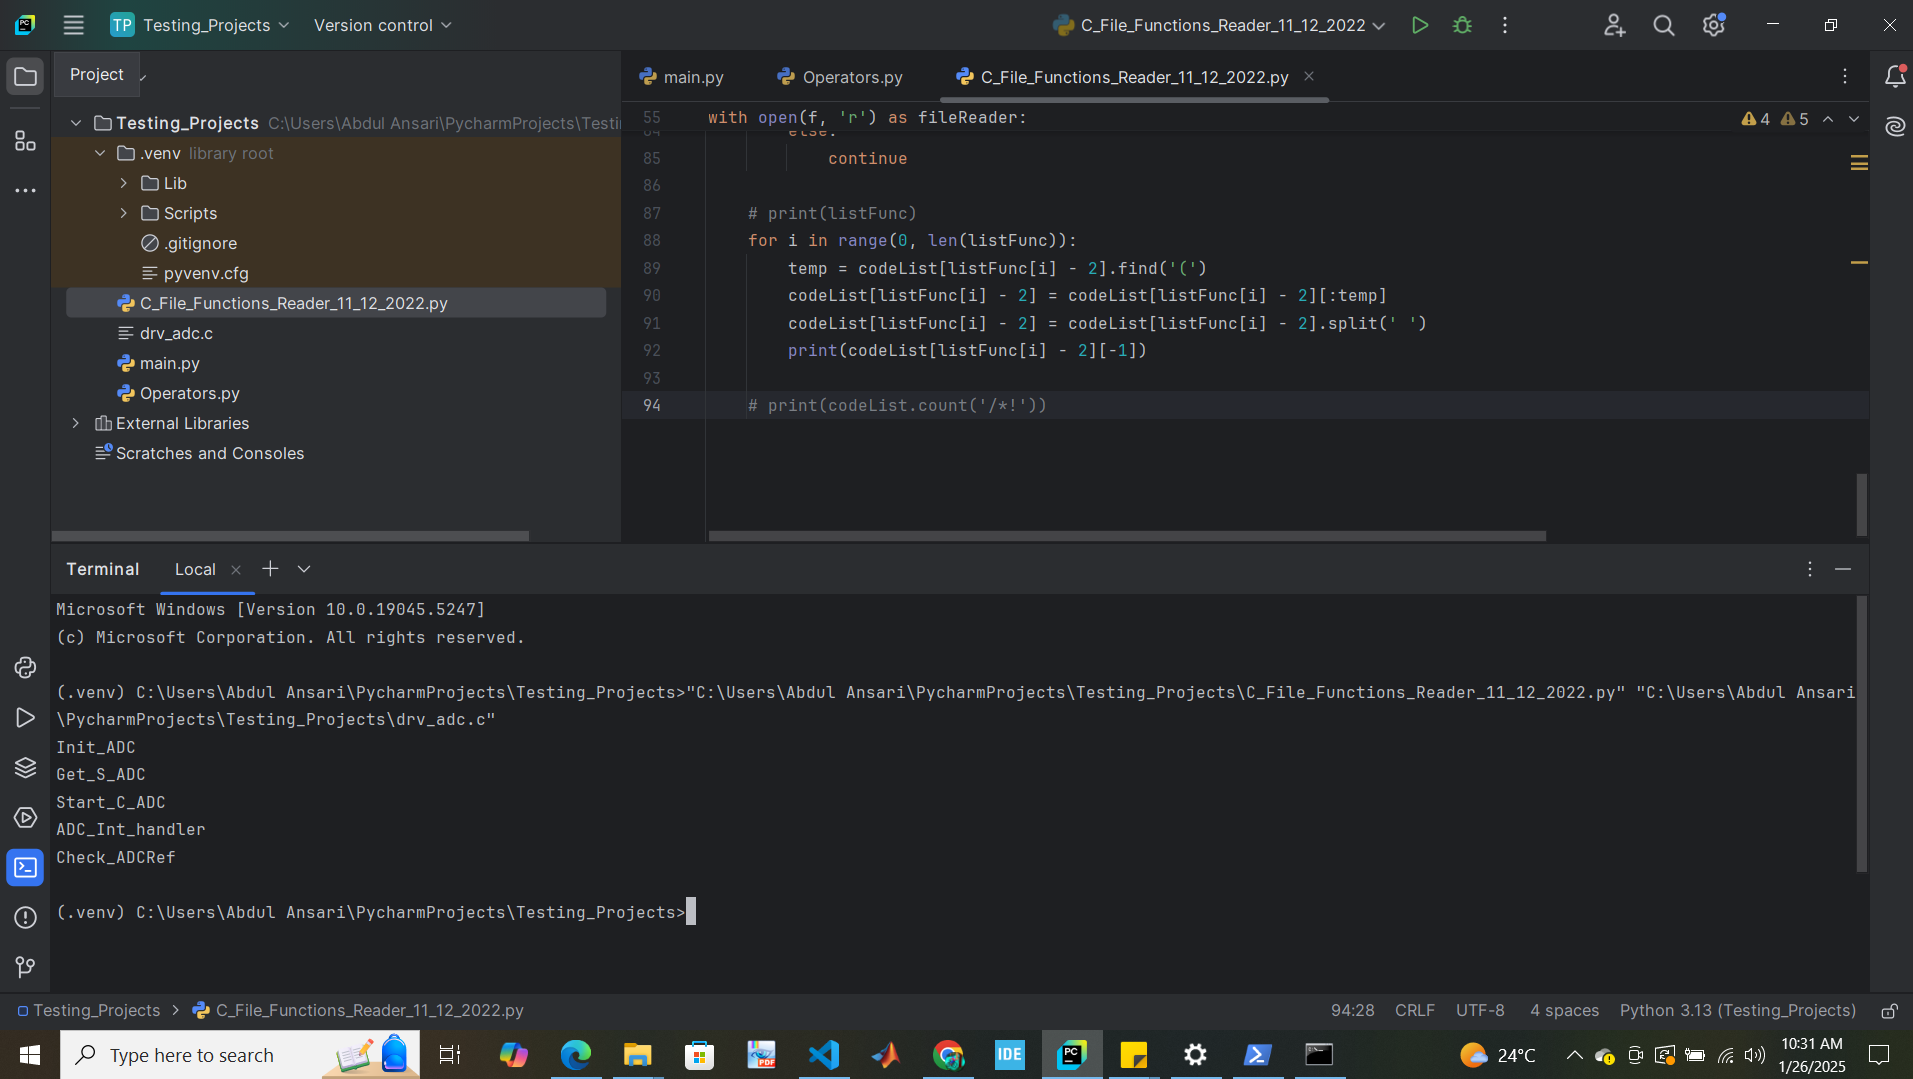 PC
TP Testing_Projects Version control C_File_Functions_Reader_11_12_2022
Project
Testing_Projects C:\Users\Abdul Ansari\PycharmProjects\Testi
.venv library root
Lib
Scripts
.gitignore
pyvenv.cfg
C_File_Functions_Reader_11_12_2022.py
drv_adc.c
main.py
Operators.py
External Libraries
Scratches and Consoles
main.py Operators.py C_File_Functions_Reader_11_12_2022.py
55 with open(f, 'r') as fileReader: 4 5
84 else:
85 continue
86
87 # print(listFunc)
88 for i in range(0, len(listFunc)):
89 temp = codeList[listFunc[i] - 2].find('(')
90 codeList[listFunc[i] - 2] = codeList[listFunc[i] - 2][:temp]
91 codeList[listFunc[i] - 2] = codeList[listFunc[i] - 2].split(' ')
92 print(codeList[listFunc[i] - 2][-1])
93
94 # print(codeList.count('/*!'))
Terminal Local
Microsoft Windows [Version 10.0.19045.5247]
(c) Microsoft Corporation. All rights reserved.
(.venv) C:\Users\Abdul Ansari\PycharmProjects\Testing_Projects>"C:\Users\Abdul Ansari\PycharmProjects\Testing_Projects\C_File_Functions_Reader_11_12_2022.py" "C:\Users\Abdul Ansari
\PycharmProjects\Testing_Projects\drv_adc.c"
Init_ADC
Get_S_ADC
Start_C_ADC
ADC_Int_handler
Check_ADCRef
(.venv) C:\Users\Abdul Ansari\PycharmProjects\Testing_Projects>
Testing_Projects > C_File_Functions_Reader_11_12_2022.py 94:28 CRLF UTF-8 4 spaces Python 3.13 (Testing_Projects)
Type here to search PDF IDE PC 24°C 10:31 AM
1/26/2025